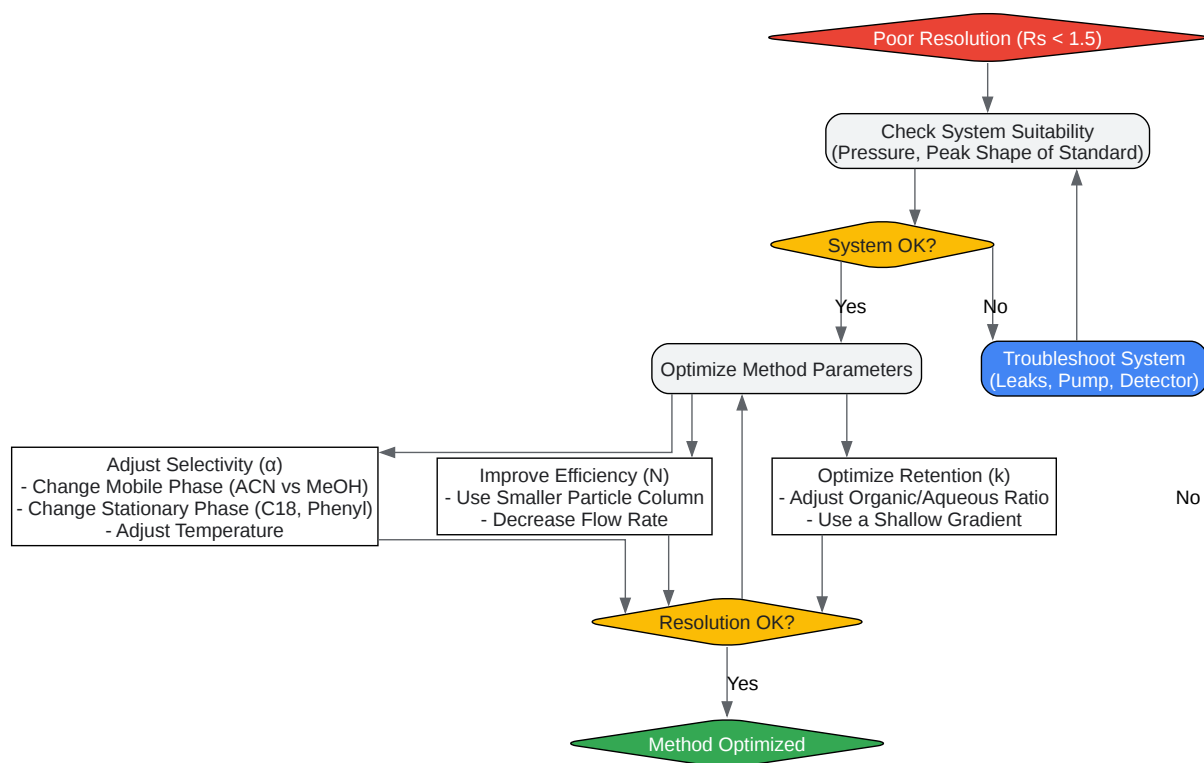 Poor Resolution (Rs < 1.5)
Check System Suitability
(Pressure, Peak Shape of Standard)
System OK?
Yes
No
Optimize Method Parameters
Troubleshoot System
(Leaks, Pump, Detector)
Adjust Selectivity (α)
- Change Mobile Phase (ACN vs MeOH)
- Change Stationary Phase (C18, Phenyl)
- Adjust Temperature
Improve Efficiency (N)
- Use Smaller Particle Column
- Decrease Flow Rate
Optimize Retention (k)
- Adjust Organic/Aqueous Ratio
- Use a Shallow Gradient
No
Resolution OK?
Yes
Method Optimized